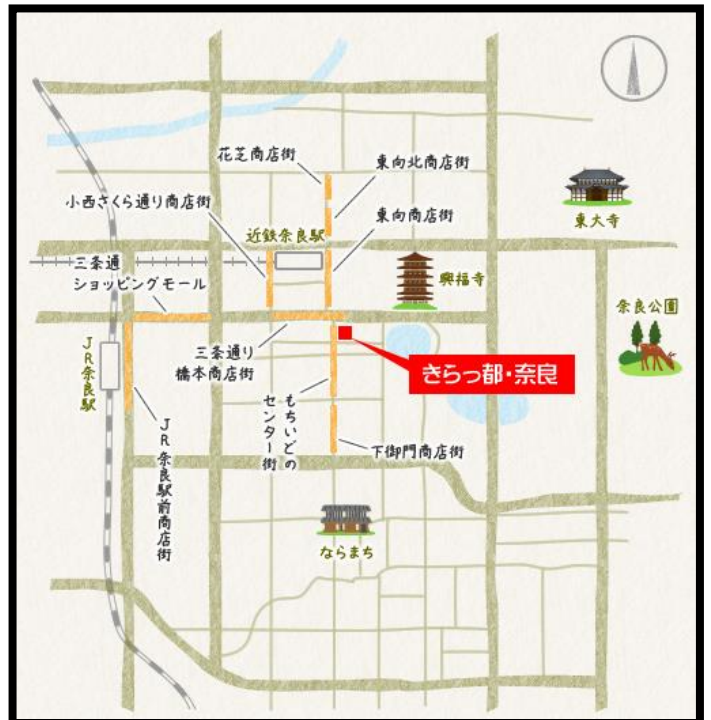 花芝商店街
東向北商店街
小西さくら通り商店街
東向商店街
近鉄奈良駅
東大寺
三条通
ショッピングモール
興福寺
奈良公園
JR奈良駅
三条通り
橋本商店街
きらっ都・奈良
もちいどの
センター街
JR奈良駅前商店街
下御門商店街
ならまち